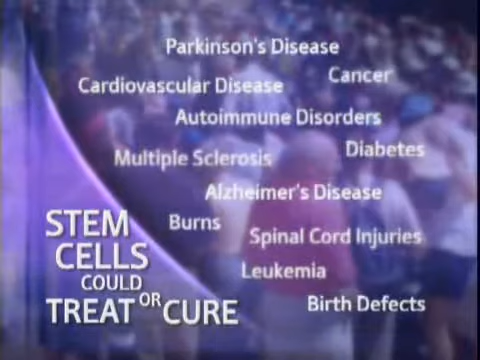 Parkinson's Disease
Cancer
Cardiovascular Disease
Autoimmune Disorders
Diabetes
Multiple Sclerosis
Alzheimer's Disease
Burns
Spinal Cord Injuries
Leukemia
Birth Defects
STEM
CELLS
COULD
TREAT OR CURE